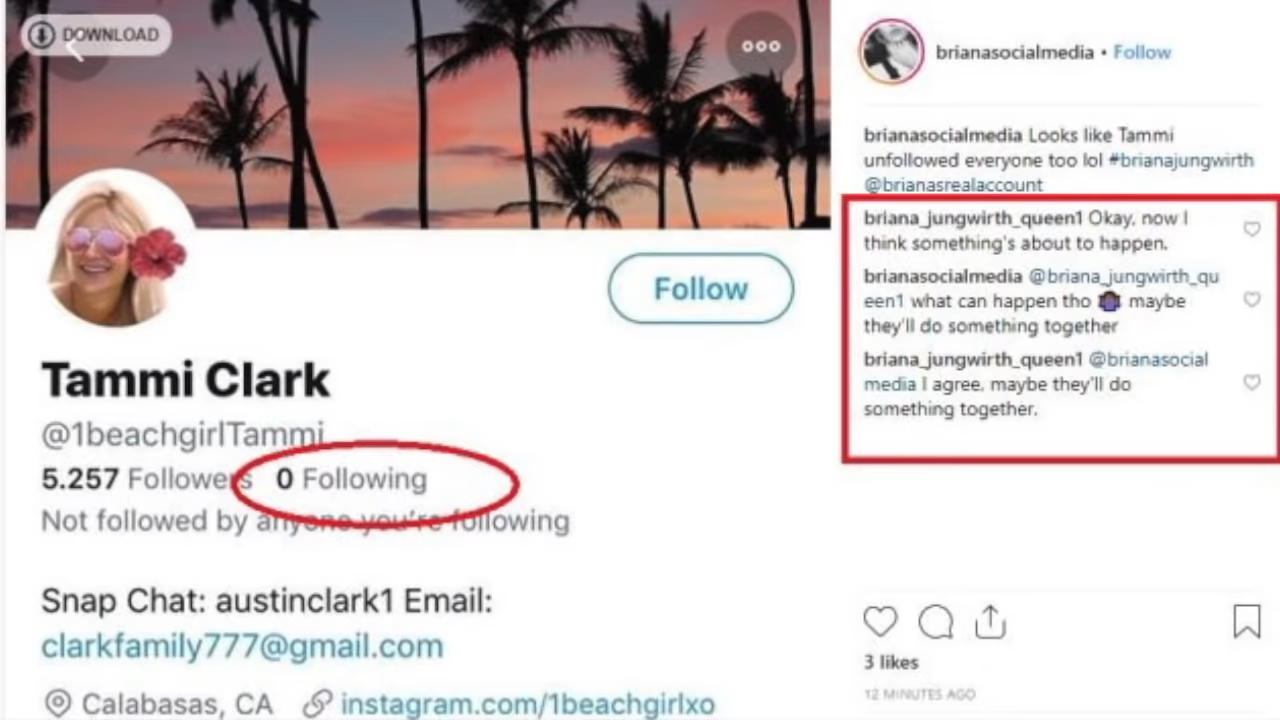 DOWNLOAD
Tammi Clark
@1beachgirlTammi
5.257 Followers 0 Following
Not followed by anyone you're following
Snap Chat: austinclark1 Email:
clarkfamily777@gmail.com
Calabasas, CA instagram.com/1beachgirlxo
Follow
brianasocialmedia • Follow
brianasocialmedia Looks like Tammi
unfollowed everyone too lol #brianajungwirth
@brianasrealaccount
briana_jungwirth_queen1 Okay, now I
think something's about to happen.
brianasocialmedia @briana_jungwirth_qu
een1 what can happen tho maybe
they'll do something together
briana_jungwirth_queen1 @brianasocial
media I agree, maybe they'll do
something together.
3 likes
12 MINUTES AGO